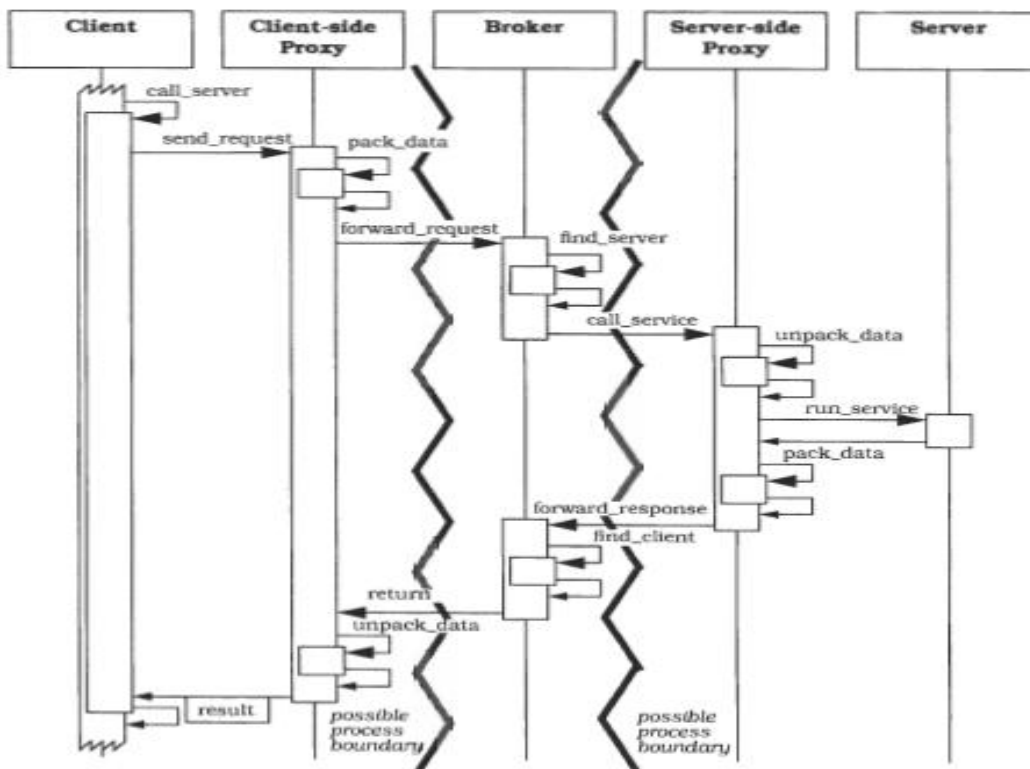 Client
Client-side
Proxy
Broker
Server-side
Proxy
Server
call_server
send_request
pack_data
forward_request
find_server
call_service
unpack_data
run_service
pack_data
forward_response
find_client
return
unpack_data
result
possible
process
boundary
possible
process
boundary